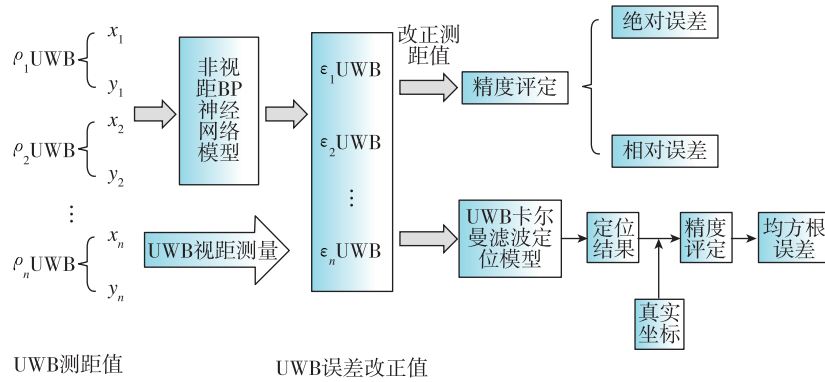 ρ1UWB
x1
y1
ρ2UWB
x2
y2
⋮
ρnUWB
xn
yn
UWB测距值
非视
距BP
神经
网络
模型
UWB视距测量
ε1UWB
ε2UWB
⋮
εnUWB
UWB误差改正值
改正测
距值
精度评定
绝对误差
相对误差
UWB卡尔
曼滤波定
位模型
定位
结果
真实
坐标
精度
评定
均方根
误差